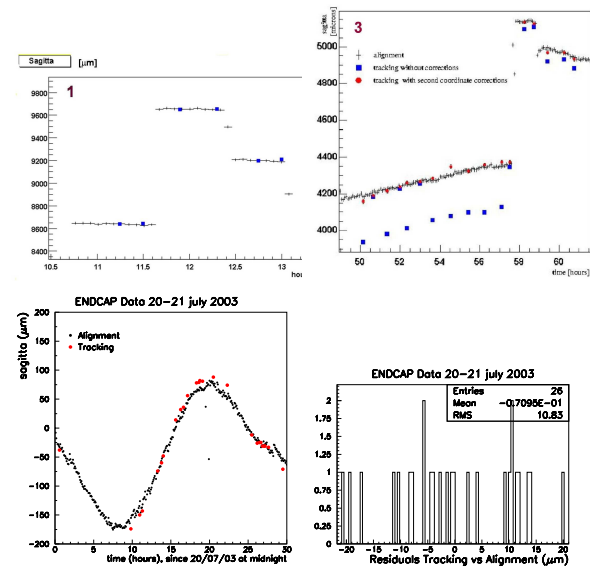 Sagitta [µm]
1
9800
9600
9400
9200
9000
8800
8600
8400
10.5 11 11.5 12 12.5 13
hou
sagitta
[microns]
3
alignment
tracking without corrections
tracking with second coordinate corrections
5000
4800
4600
4400
4200
4000
50 52 54 56 58 60
time [hours]
ENDCAP Data 20-21 july 2003
sagitta (µm)
Alignment
Tracking
200
150
100
50
0
-50
-100
-150
-200
0 5 10 15 20 25 30
time (hours), since 20/07/03 at midnight
ENDCAP Data 20-21 july 2003
Entries 26
Mean -0.7095E-01
RMS 10.83
2
1.75
1.5
1.25
1
0.75
0.5
0.25
0
-20 -15 -10 -5 0 5 10 15 20
Residuals Tracking vs Alignment (µm)